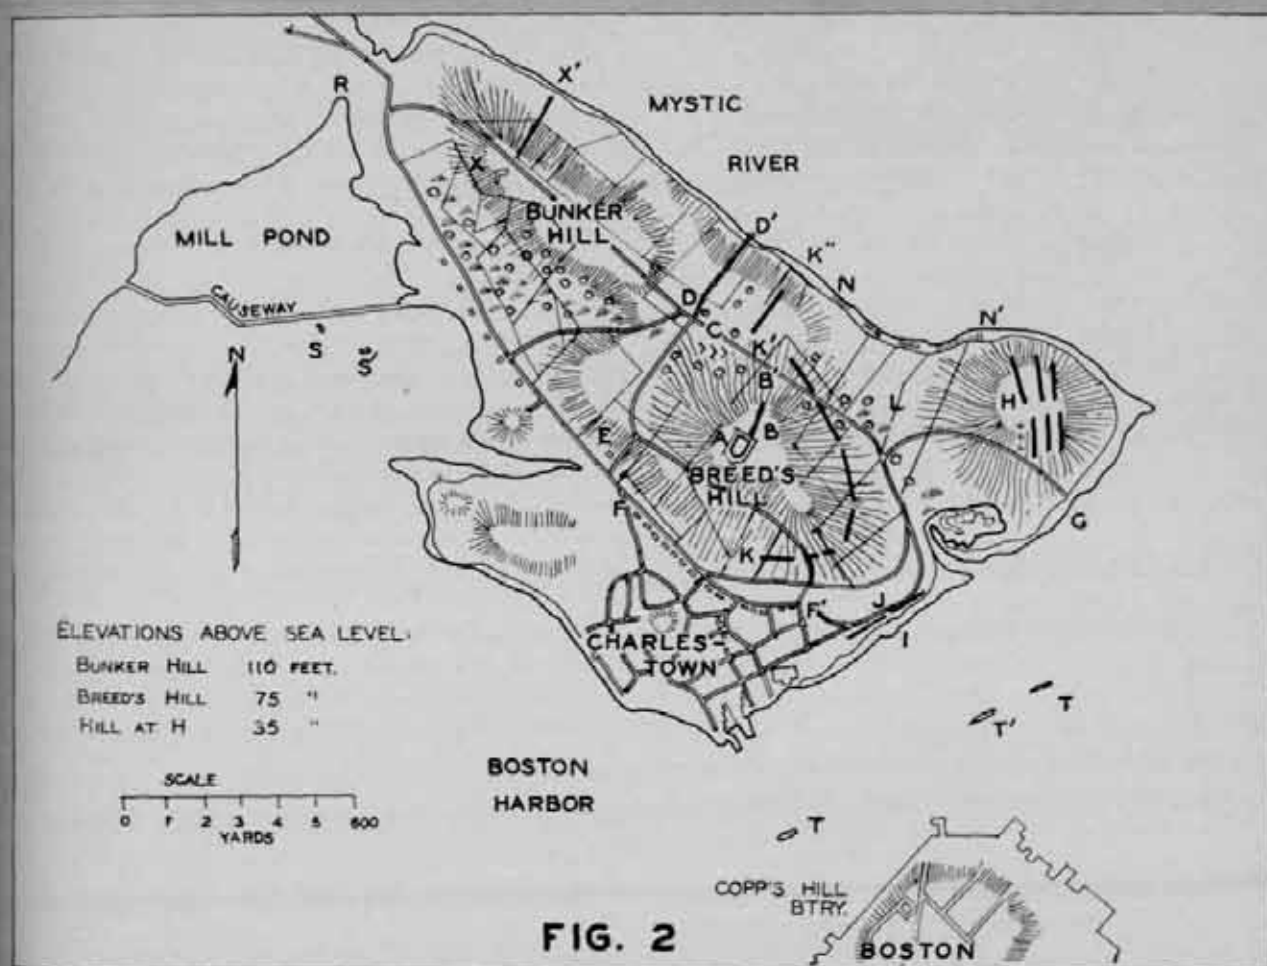 X'
R
MYSTIC
RIVER
X
BUNKER
HILL
D'
MILL POND
K"
N
CAUSEWAY
D
N'
C
N
S
S
K'
B'
H
L
E
A
B
BREED'S
HILL
F
G
K
F'
J
I
ELEVATIONS ABOVE SEA LEVEL:
BUNKER HILL 110 FEET.
BREED'S HILL 75 "
HILL AT H 35 "
CHARLES-
TOWN
T
T'
BOSTON
HARBOR
SCALE
0 1 2 3 4 5 600
YARDS
T
COPP'S HILL
BTRY.
BOSTON
FIG. 2